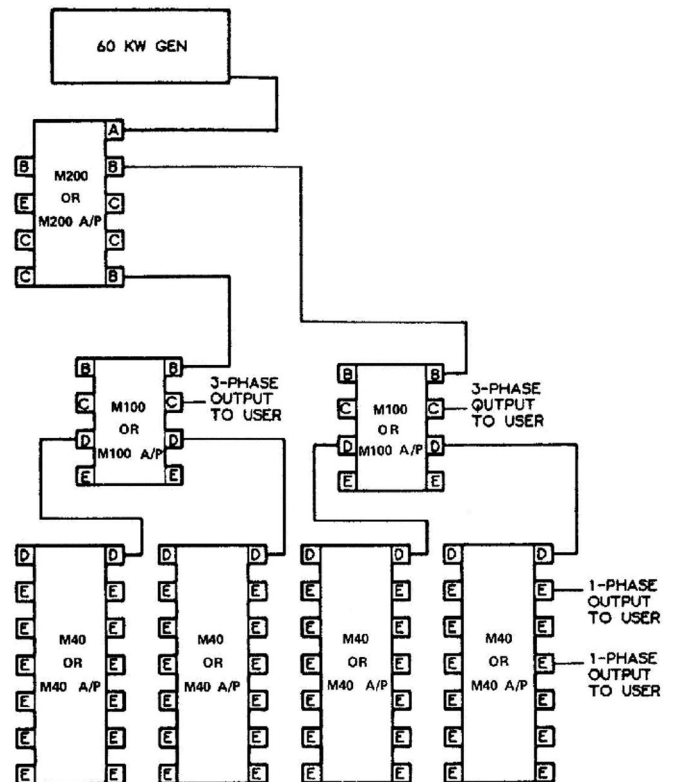 60 KW GEN
A
B B
M200
OR
M200 A/P
E C
C C
C B
B B
C C
D D
E E
M100
OR
M100 A/P
3-PHASE
OUTPUT
TO USER
B B
C C
D D
E E
M100
OR
M100 A/P
3-PHASE
QUTPUT
TO USER
D D
E E
E E
E E
E E
E E
E E
M40
OR
M40 A/P
D D
E E
E E
E E
E E
E E
E E
M40
OR
M40 A/P
D D
E E
E E
E E
E E
E E
E E
M40
OR
M40 A/P
D D
E E
E E
E E
E E
E E
E E
M40
OR
M40 A/P
1-PHASE
OUTPUT
TO USER
1-PHASE
OUTPUT
TO USER